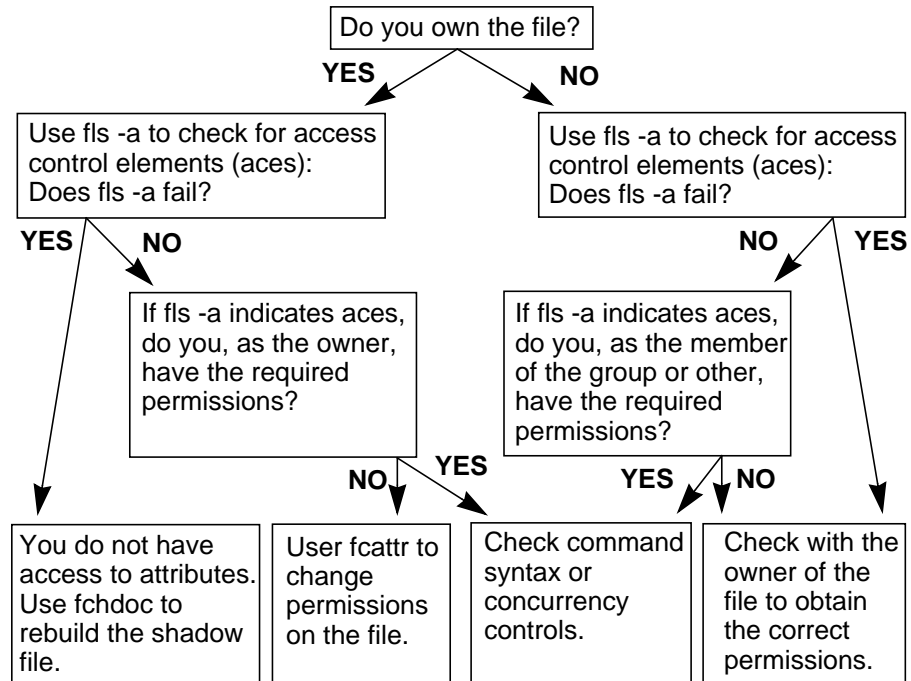 Do you own the file?
YES
NO
Use fls -a to check for access
control elements (aces):
Does fls -a fail?
Use fls -a to check for access
control elements (aces):
Does fls -a fail?
YES
NO
NO
YES
If fls -a indicates aces,
do you, as the owner,
have the required
permissions?
If fls -a indicates aces,
do you, as the member
of the group or other,
have the required
permissions?
NO
YES
YES
NO
You do not have
access to attributes.
Use fchdoc to
rebuild the shadow
file.
User fcattr to
change
permissions
on the file.
Check command
syntax or
concurrency
controls.
Check with the
owner of the
file to obtain
the correct
permissions.